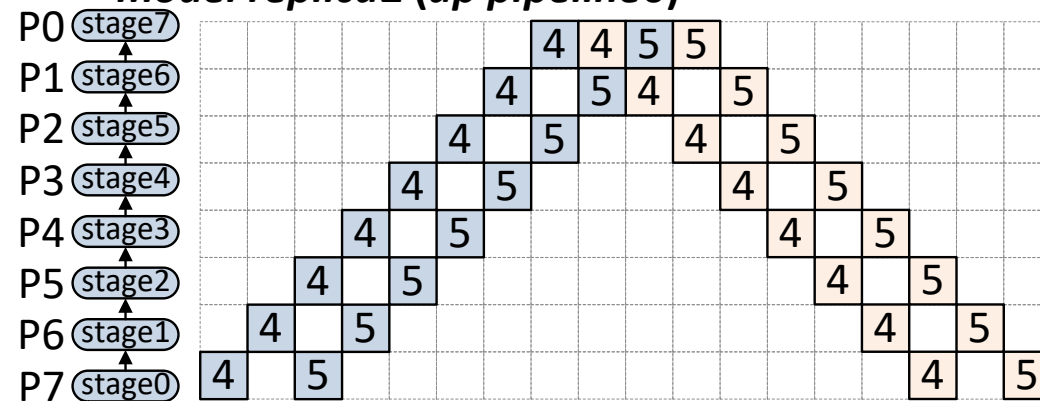 model replica2 (up pipeline0)
P0 stage7 4 4 5 5
P1 stage6 4 5 4 5
P2 stage5 4 5 4 5
P3 stage4 4 5 4 5
P4 stage3 4 5 4 5
P5 stage2 4 5 4 5
P6 stage1 4 5 4 5
P7 stage0 4 5 4 5